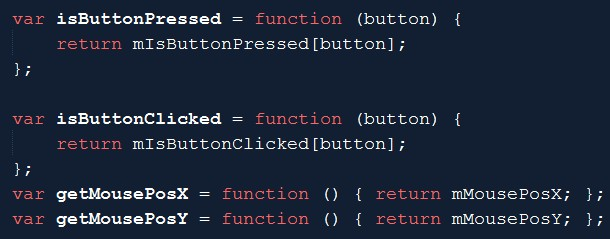 var isButtonPressed = function (button) {
    return mIsButtonPressed[button];
};

var isButtonClicked = function (button) {
    return mIsButtonClicked[button];
};
var getMousePosX = function () { return mMousePosX; };
var getMousePosY = function () { return mMousePosY; };